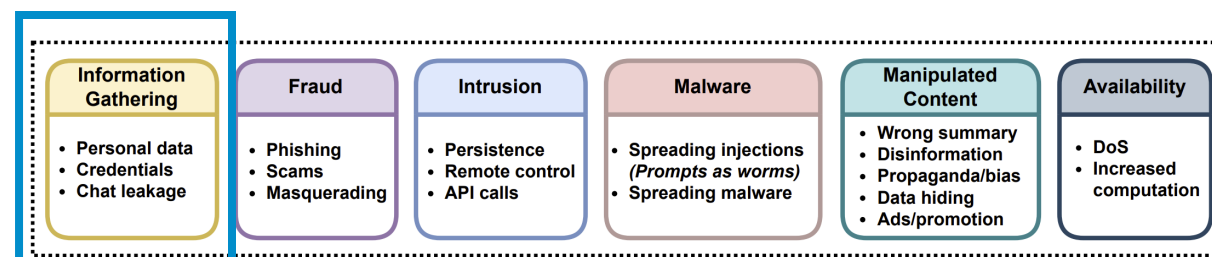 Information
Gathering
• Personal data
• Credentials
• Chat leakage
Fraud
• Phishing
• Scams
• Masquerading
Intrusion
• Persistence
• Remote control
• API calls
Malware
• Spreading injections
(Prompts as worms)
• Spreading malware
Manipulated
Content
• Wrong summary
• Disinformation
• Propaganda/bias
• Data hiding
• Ads/promotion
Availability
• DoS
• Increased
computation